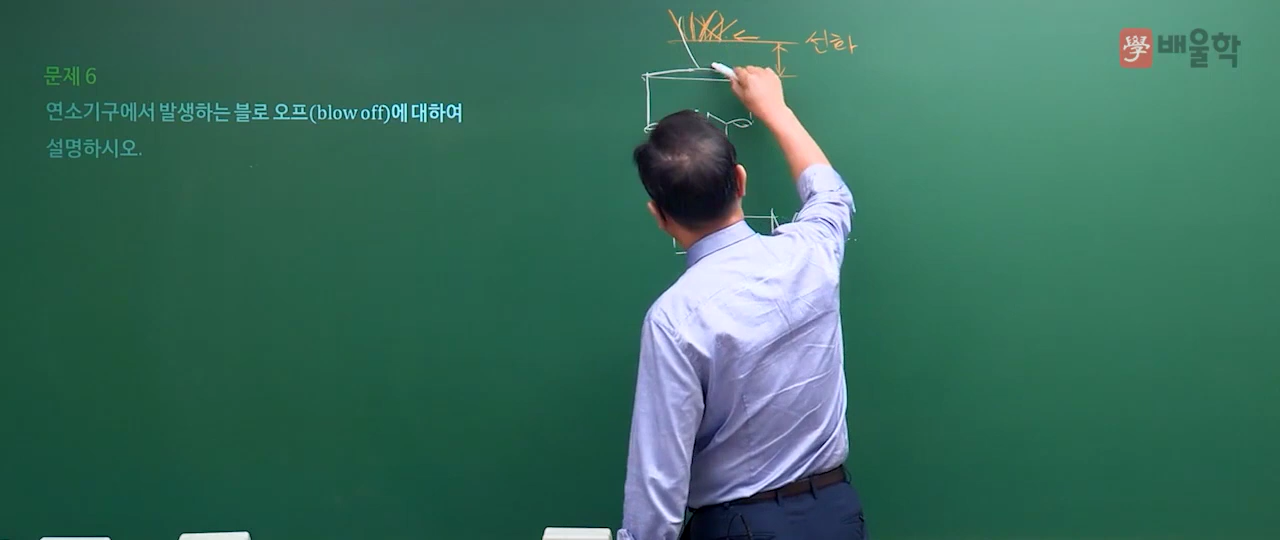 문제 6
연소기구에서 발생하는 블로 오프(blow off)에 대하여
설명하시오.
선화
學 배울학